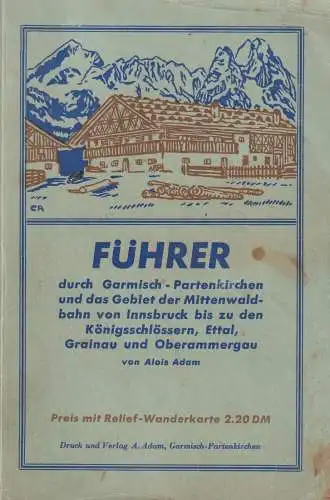 CR
FÜHRER
durch Garmisch-Partenkirchen
und das Gebiet der Mittenwald-
bahn von Innsbruck bis zu den
Königsschlössern, Ettal,
Grainau und Oberammergau
von Alois Adam
Preis mit Relief-Wanderkarte 2.20 DM
Druck und Verlag A. Adam, Garmisch-Partenkirchen